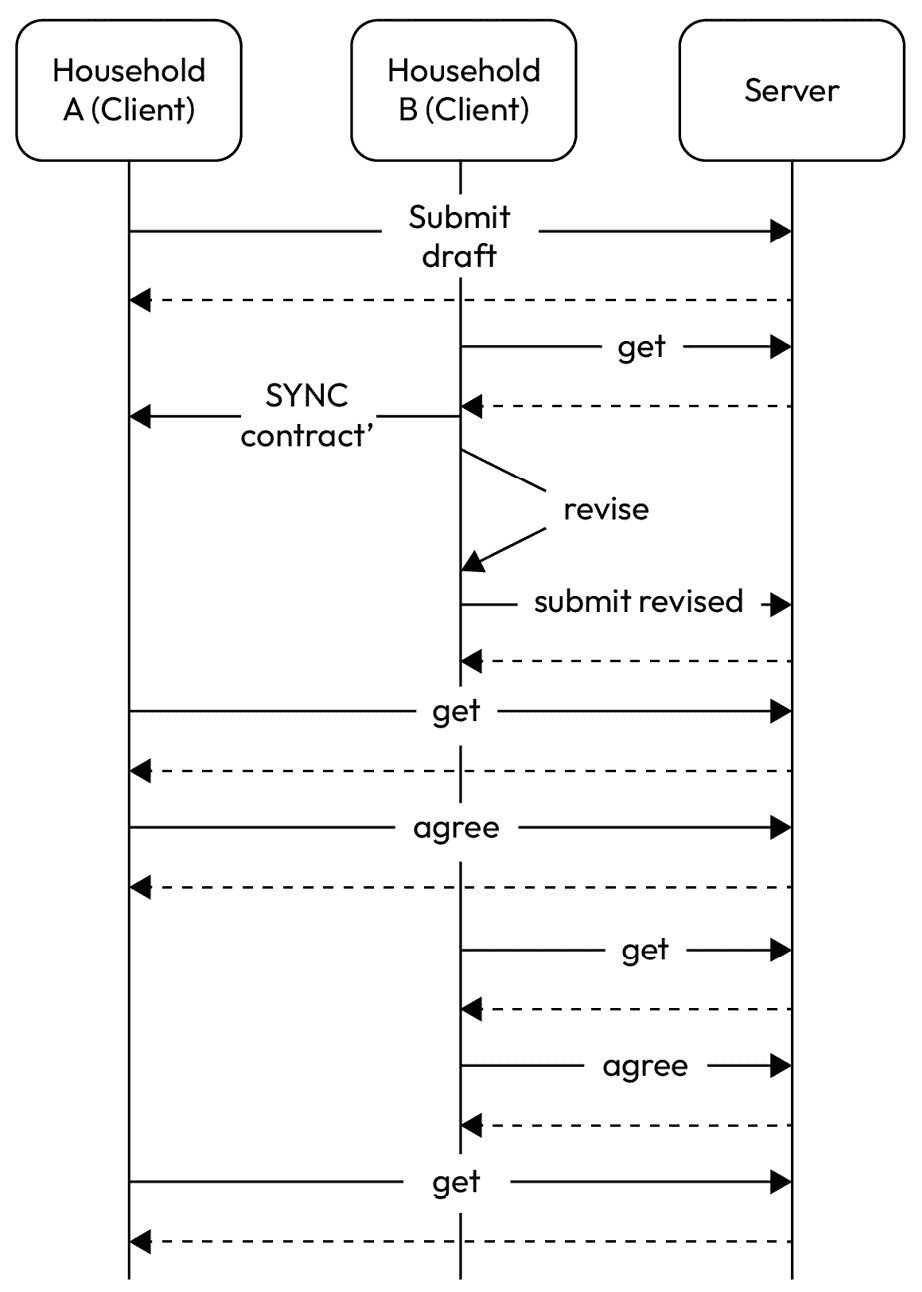 Household
A (Client)
Household
B (Client)
Server
Submit
draft
get
SYNC
contract’
revise
submit revised
get
agree
get
agree
get